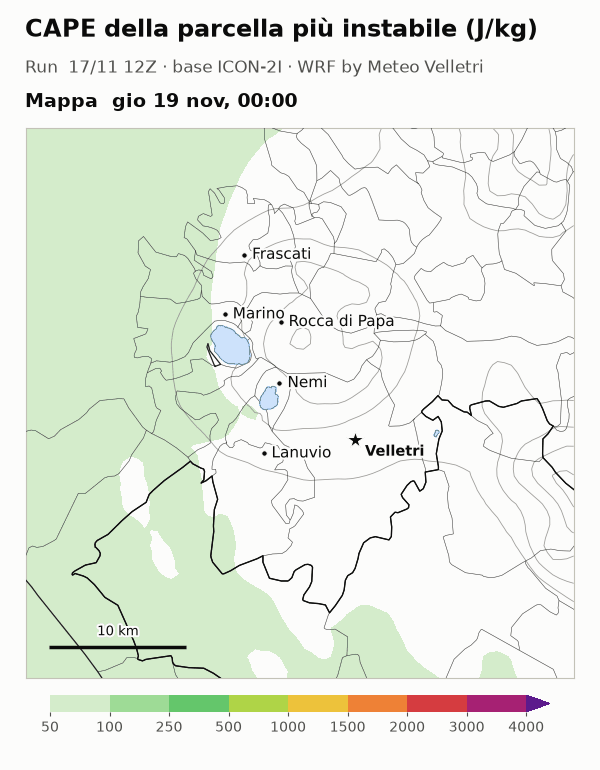 CAPE della parcella più instabile (J/kg)
Run  17/11 12Z · base ICON-2I · WRF by Meteo Velletri
Mappa  gio 19 nov, 00:00
Frascati
Marino
Rocca di Papa
Nemi
Velletri
Lanuvio
10 km
50 100 250 500 1000 1500 2000 3000 4000